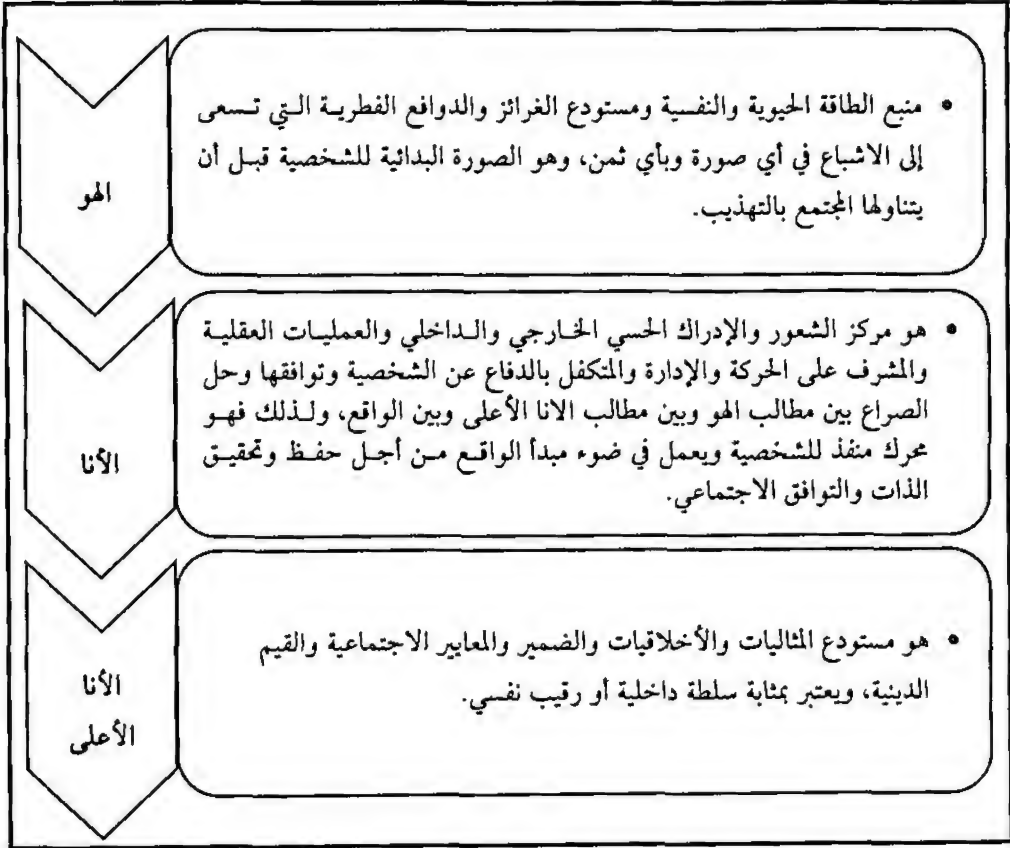 الهو
• منبع الطاقة الحيوية والنفسية ومستودع الغرائز والدوافع الفطرية التي تسعى
إلى الاشباع في أي صورة وبأي ثمن، وهو الصورة البدائية للشخصية قبل أن
يتناولها المجتمع بالتهذيب.
الأنا
• هو مركز الشعور والإدراك الحسي الخارجي والداخلي والعمليات العقلية
والمشرف على الحركة والإدارة والمتكفل بالدفاع عن الشخصية وتوافقها وحل
الصراع بين مطالب الهو وبين مطالب الانا الأعلى وبين الواقع، ولذلك فهو
محرك منفذ للشخصية ويعمل في ضوء مبدأ الواقع من أجل حفظ وتحقيق
الذات والتوافق الاجتماعي.
الأنا
الأعلى
• هو مستودع المثاليات والأخلاقيات والضمير والمعايير الاجتماعية والقيم
الدينية، ويعتبر بمثابة سلطة داخلية أو رقيب نفسي.